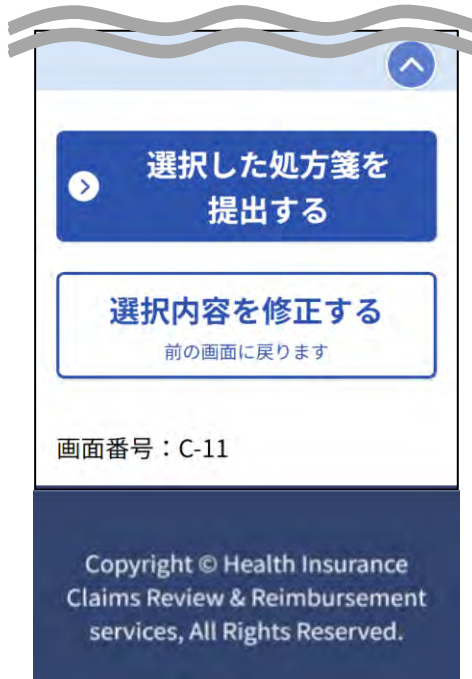 選択した処方箋を
提出する
選択内容を修正する
前の画面に戻ります
画面番号：C-11
Copyright © Health Insurance
Claims Review & Reimbursement
services, All Rights Reserved.